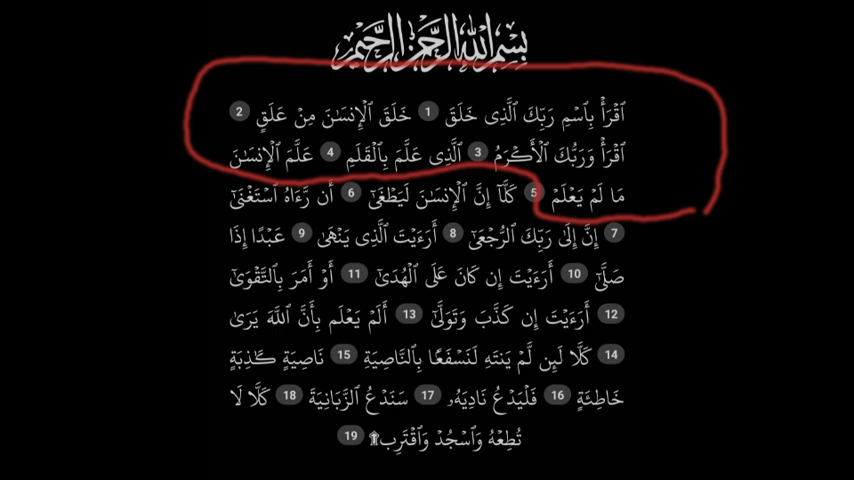 بِسْمِ اللَّهِ الرَّحْمَٰنِ الرَّحِيمِ
ٱقْرَأْ بِٱسْمِ رَبِّكَ ٱلَّذِى خَلَقَ 1 خَلَقَ ٱلْإِنسَٰنَ مِنْ عَلَقٍ 2
ٱقْرَأْ وَرَبُّكَ ٱلْأَكْرَمُ 3 ٱلَّذِى عَلَّمَ بِٱلْقَلَمِ 4 عَلَّمَ ٱلْإِنسَٰنَ
مَا لَمْ يَعْلَمْ 5 كَلَّآ إِنَّ ٱلْإِنسَٰنَ لَيَطْغَىٰٓ 6 أَن رَّءَاهُ ٱسْتَغْنَىٰٓ
7 إِنَّ إِلَىٰ رَبِّكَ ٱلرُّجْعَىٰٓ 8 أَرَءَيْتَ ٱلَّذِى يَنْهَىٰ 9 عَبْدًا إِذَا
صَلَّىٰٓ 10 أَرَءَيْتَ إِن كَانَ عَلَى ٱلْهُدَىٰٓ 11 أَوْ أَمَرَ بِٱلتَّقْوَىٰٓ
12 أَرَءَيْتَ إِن كَذَّبَ وَتَوَلَّىٰٓ 13 أَلَمْ يَعْلَم بِأَنَّ ٱللَّهَ يَرَىٰ
14 كَلَّا لَئِن لَّمْ يَنتَهِ لَنَسْفَعًۢا بِٱلنَّاصِيَةِ 15 نَاصِيَةٍ كَٰذِبَةٍ
خَاطِئَةٍ 16 فَلْيَدْعُ نَادِيَهُۥ 17 سَنَدْعُ ٱلزَّبَانِيَةَ 18 كَلَّا لَا
تُطِعْهُ وَٱسْجُدْ وَٱقْتَرِب۩ 19